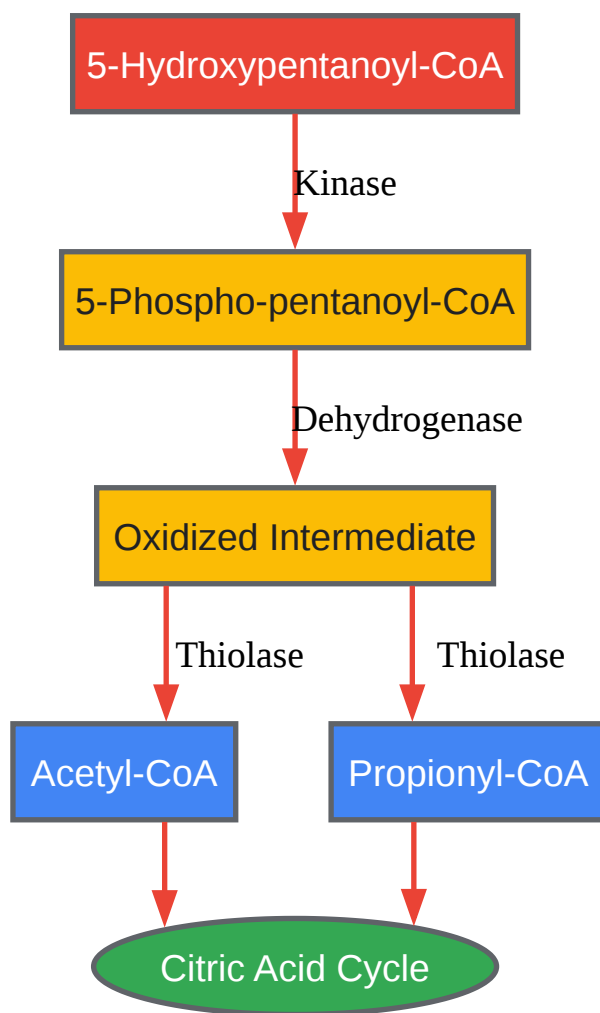 5-Hydroxypentanoyl-CoA
Kinase
5-Phospho-pentanoyl-CoA
Dehydrogenase
Oxidized Intermediate
Thiolase
Thiolase
Acetyl-CoA
Propionyl-CoA
Citric Acid Cycle